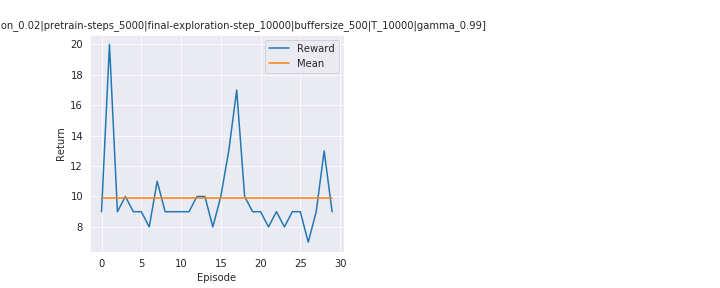 on_0.02|pretrain-steps_5000|final-exploration-step_10000|buffersize_500|T_10000|gamma_0.99]
20
18
16
14
12
10
8
Return
Reward
Mean
0 5 10 15 20 25 30
Episode